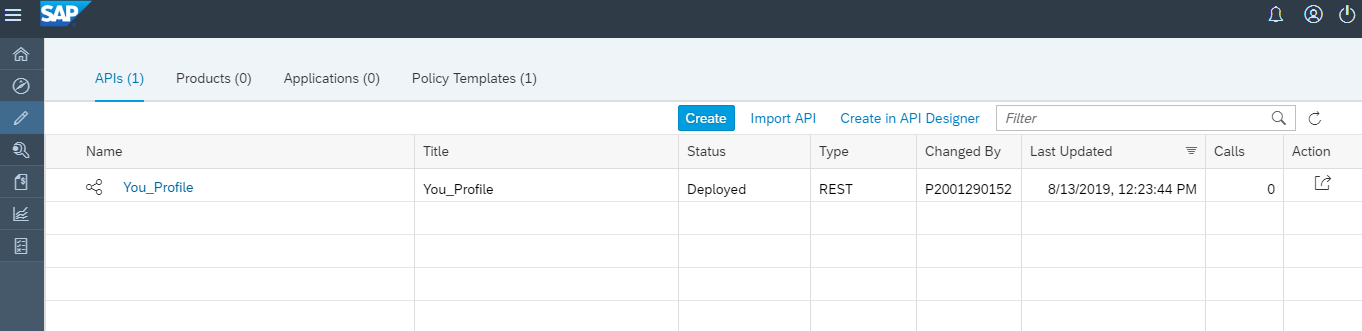 SAP
APIs (1) Products (0) Applications (0) Policy Templates (1)
Create Import API Create in API Designer Filter
Name Title Status Type Changed By Last Updated Calls Action
You_Profile You_Profile Deployed REST P2001290152 8/13/2019, 12:23:44 PM 0